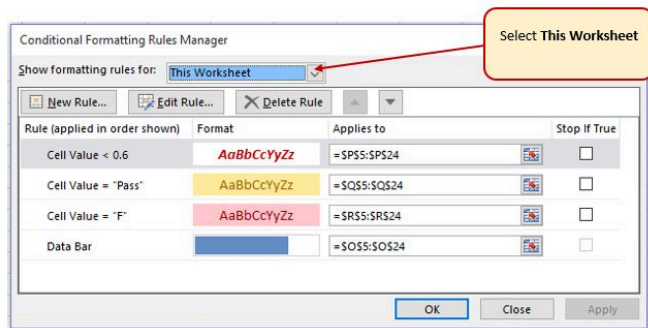 Select This Worksheet
Conditional Formatting Rules Manager
Show formatting rules for: This Worksheet
New Rule... Edit Rule... Delete Rule
Rule (applied in order shown) Format Applies to Stop If True
Cell Value < 0.6 AaBbCcYyZz =$P$5:$P$24
Cell Value = "Pass" AaBbCcYyZz =$Q$5:$Q$24
Cell Value = "F" AaBbCcYyZz =$R$5:$R$24
Data Bar =$O$5:$O$24
OK Close Apply